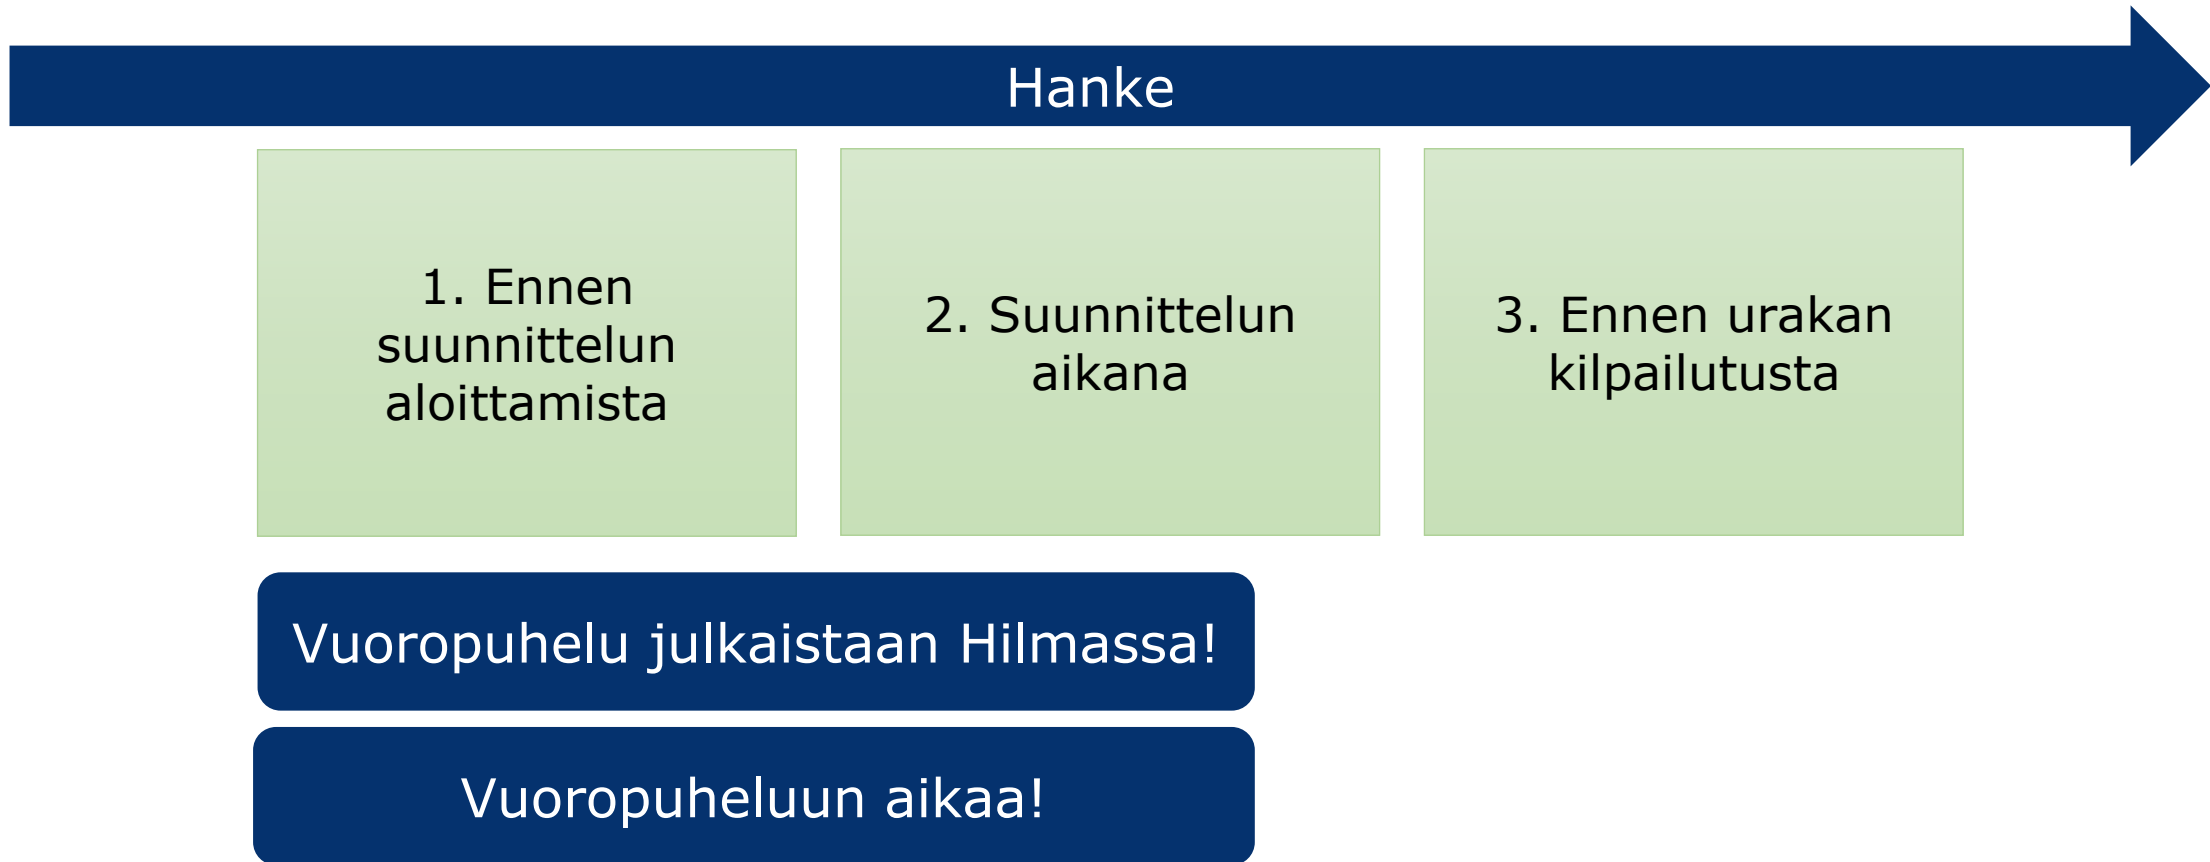 Hanke
1. Ennen
suunnittelun
aloittamista
2. Suunnittelun
aikana
3. Ennen urakan
kilpailutusta
Vuoropuhelu julkaistaan Hilmassa!
Vuoropuheluun aikaa!